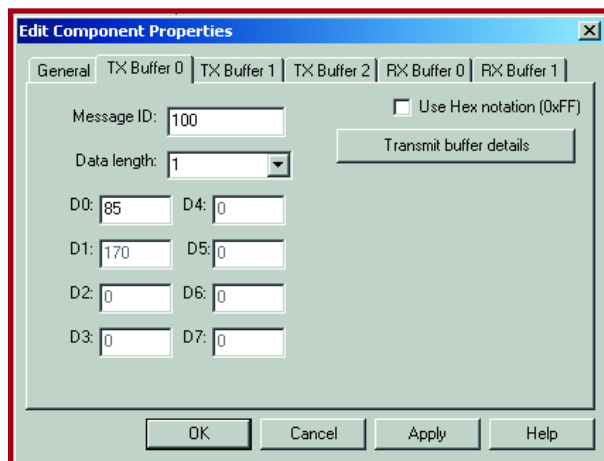 Edit Component Properties
General TX Buffer 0 TX Buffer 1 TX Buffer 2 RX Buffer 0 RX Buffer 1
Message ID: 100
Use Hex notation (0xFF)
Data length: 1
Transmit buffer details
D0: 85 D4: 0
D1: 170 D5: 0
D2: 0 D6: 0
D3: 0 D7: 0
OK Cancel Apply Help